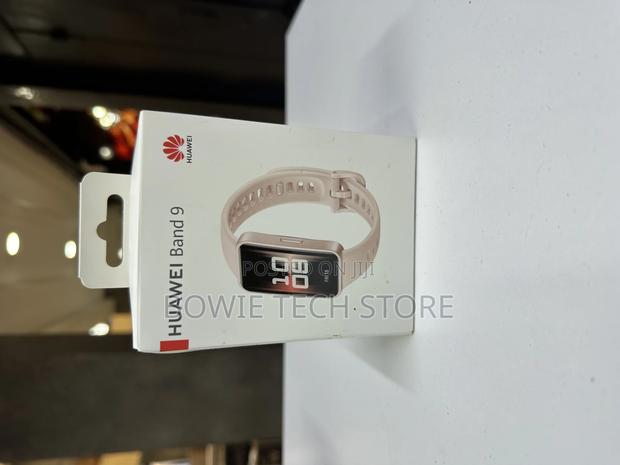 HUAWEI
HUAWEI Band 9
10
08
POSTED ON JIJI
BOWIE TECH STORE